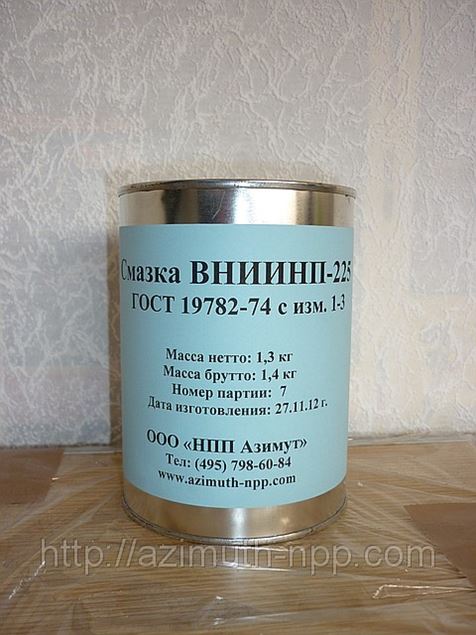 Смазка ВНИИНП-225
ГОСТ 19782-74 с изм. 1-3
Масса нетто: 1,3 кг
Масса брутто: 1,4 кг
Номер партии: 7
Дата изготовления: 27.11.12 г.
ООО «НПП Азимут»
Тел: (495) 798-60-84
www.azimuth-npp.com
http://azimuth-npp.com